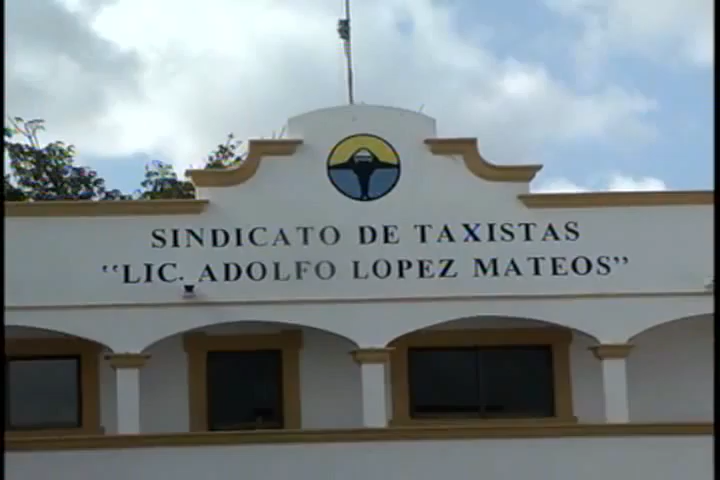 SINDICATO DE TAXISTAS
"LIC. ADOLFO LOPEZ MATEOS"